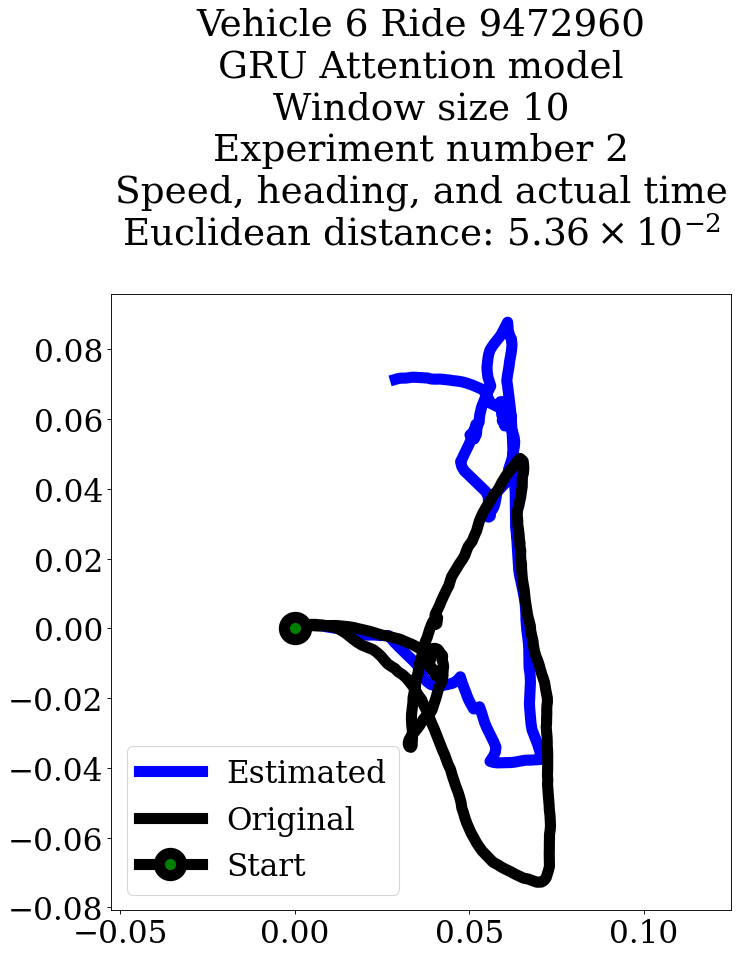 Vehicle 6 Ride 9472960
GRU Attention model
Window size 10
Experiment number 2
Speed, heading, and actual time
Euclidean distance: 5.36 × 10⁻²
0.08
0.06
0.04
0.02
0.00
−0.02
−0.04
−0.06
−0.08
Estimated
Original
Start
−0.05 0.00 0.05 0.10